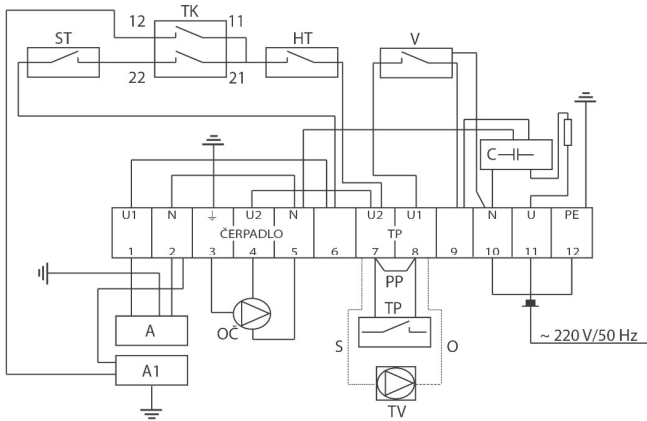 12 TK 11
ST HT V
22 21
C
U1 N U2 N U2 U1 N U PE
ČERPADLO TP
1 2 3 4 5 6 7 8 9 10 11 12
PP
TP
A OČ
S O ~ 220 V/50 Hz
A1
TV